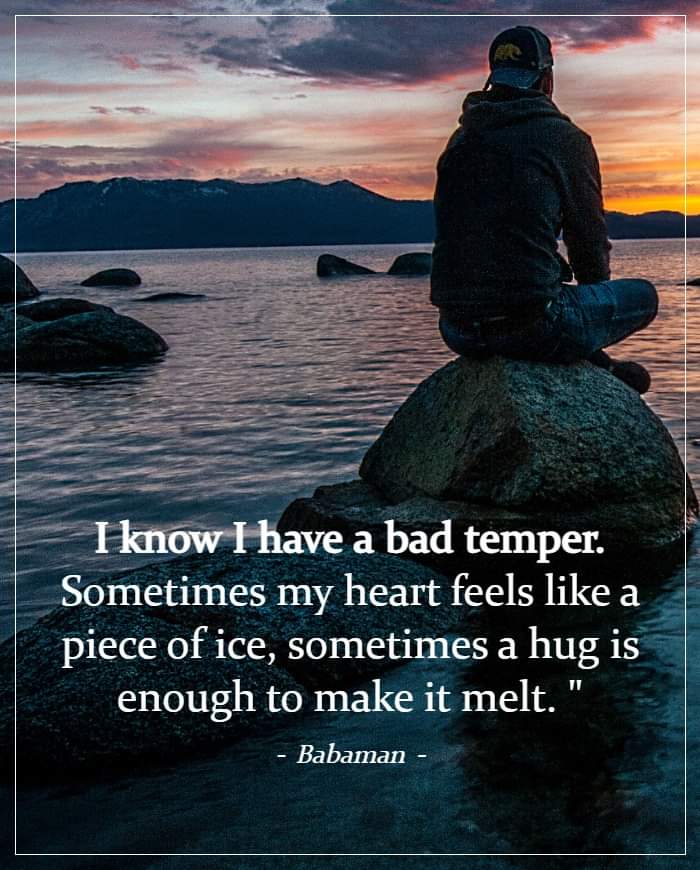 I know I have a bad temper.
Sometimes my heart feels like a
piece of ice, sometimes a hug is
enough to make it melt. "
- Babaman -